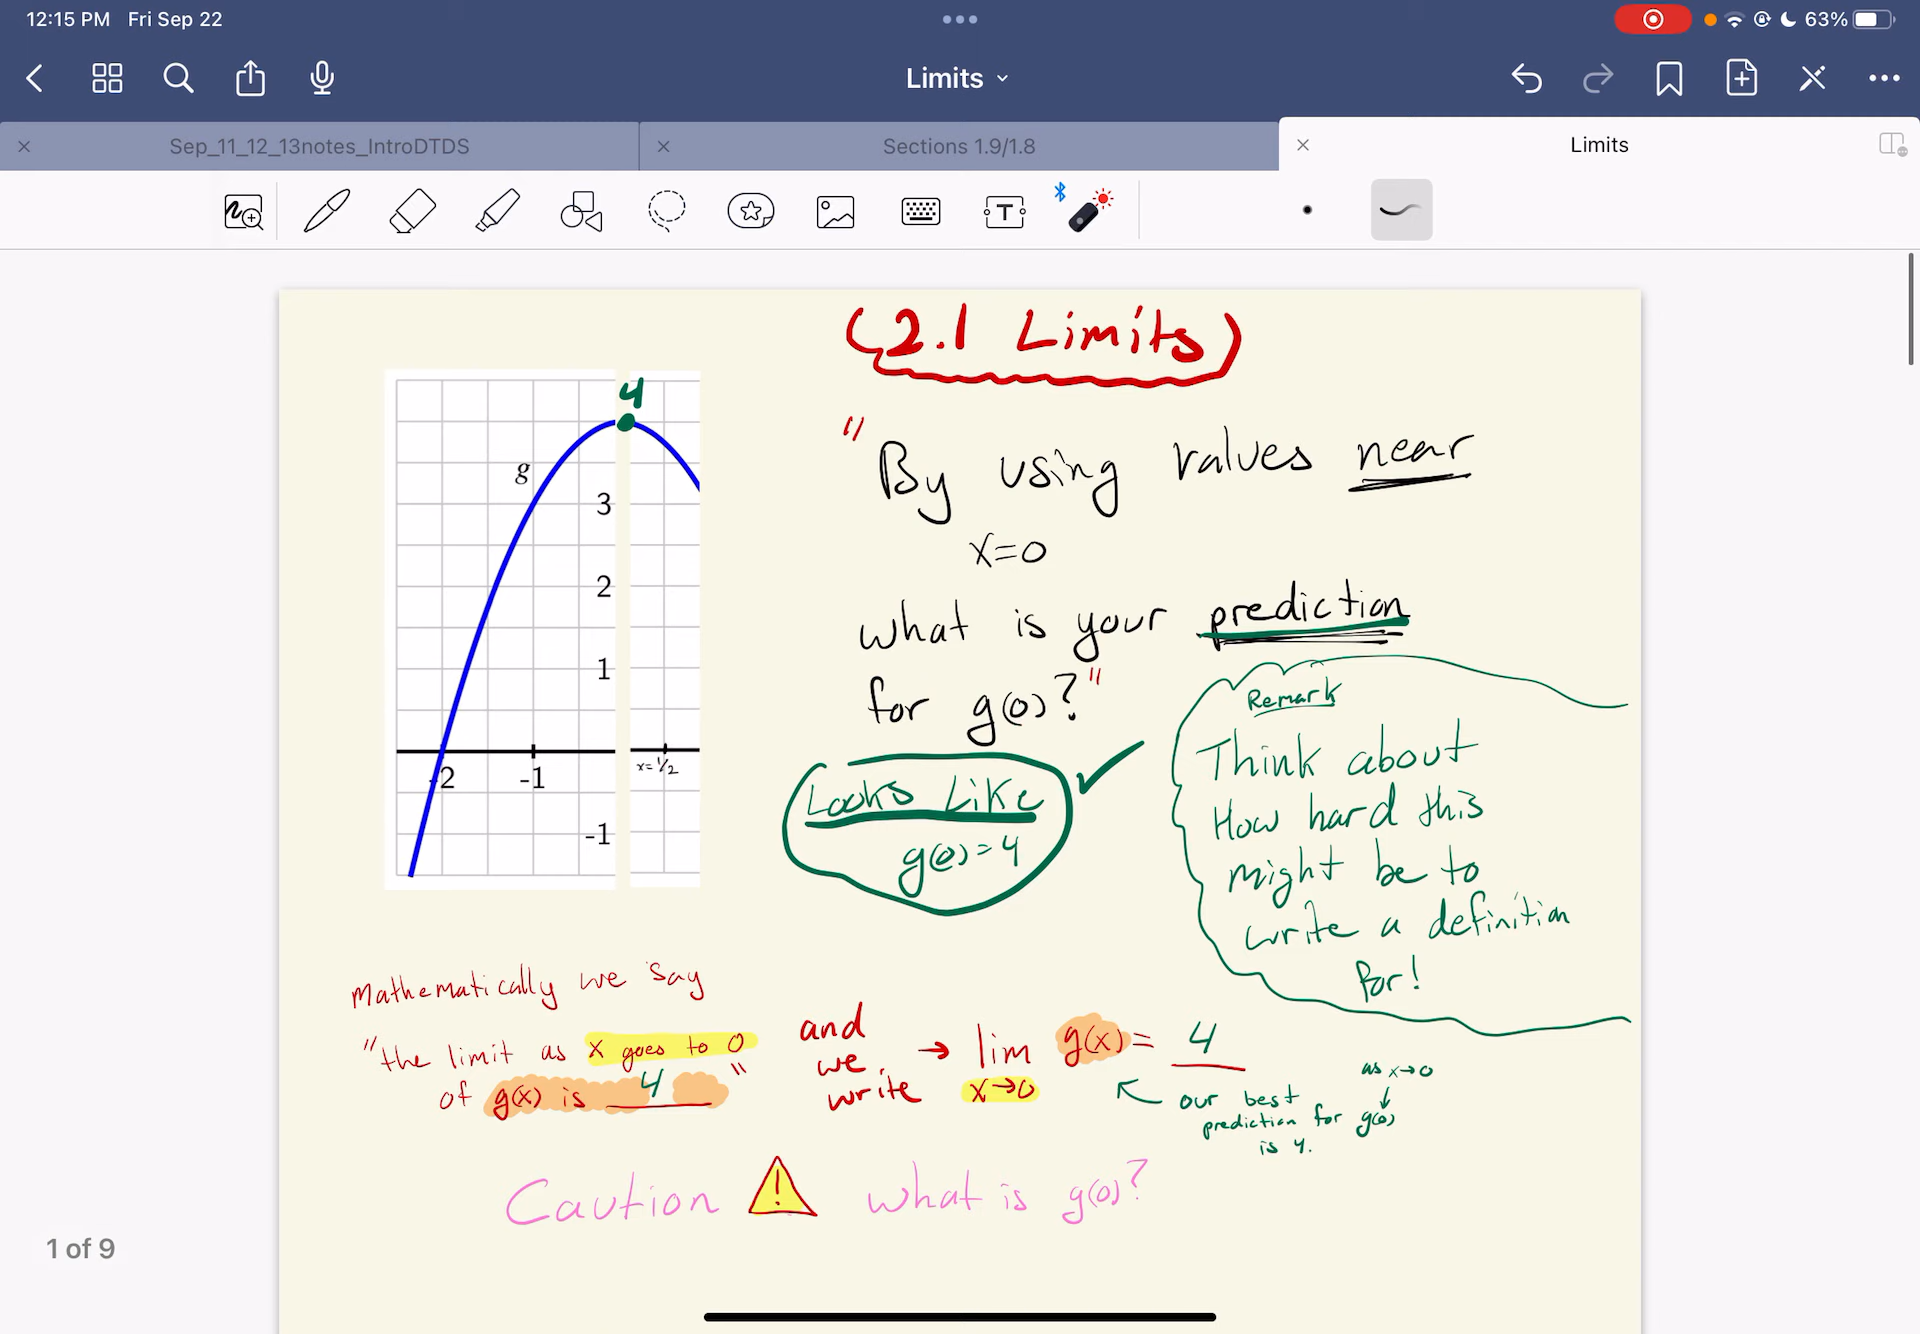 12:15 PM Fri Sep 22
63%
Limits
Sep_11_12_13notes_IntroDTDS
Sections 1.9/1.8
Limits
T
(2.1 Limits)
4
g
3
2
1
-2
-1
x=1/2
-1
"By using values near
x=0
what is your prediction
for g(0)?"
Looks Like
g(0)=4
Remark
Think about
How hard this
might be to
write a definition
for!
Mathematically we say
"the limit as x goes to 0
of g(x) is 4"
and
we
write
→ lim g(x) = 4
x→0
our best
prediction for g(0)
is 4.
as x→0
Caution ! what is g(0)?
1 of 9